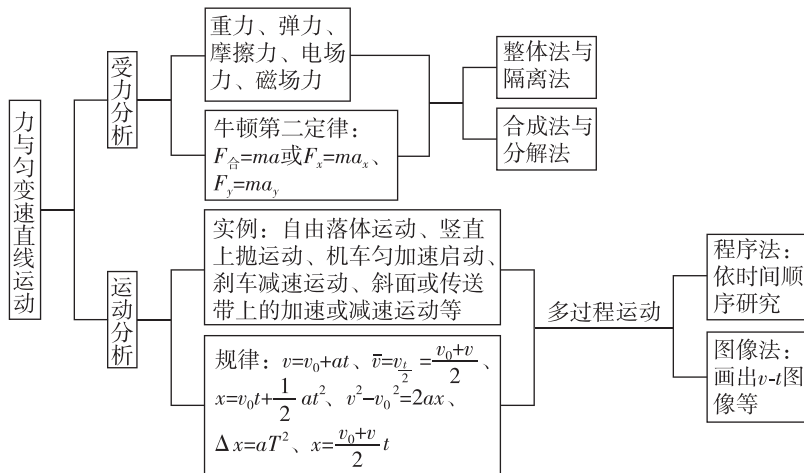 力与匀变速直线运动
受力分析
重力、弹力、
摩擦力、电场
力、磁场力
牛顿第二定律：
F合=ma或Fx=max、
Fy=may
整体法与
隔离法
合成法与
分解法
运动分析
实例：自由落体运动、竖直
上抛运动、机车匀加速启动、
刹车减速运动、斜面或传送
带上的加速或减速运动等
规律：v=v₀+at、v̄=v_{t/2}=(v₀+v)/2、
x=v₀t+1/2 at²、v²-v₀²=2ax、
Δx=aT²、x=(v₀+v)/2 t
多过程运动
程序法：
依时间顺
序研究
图像法：
画出v-t图
像等